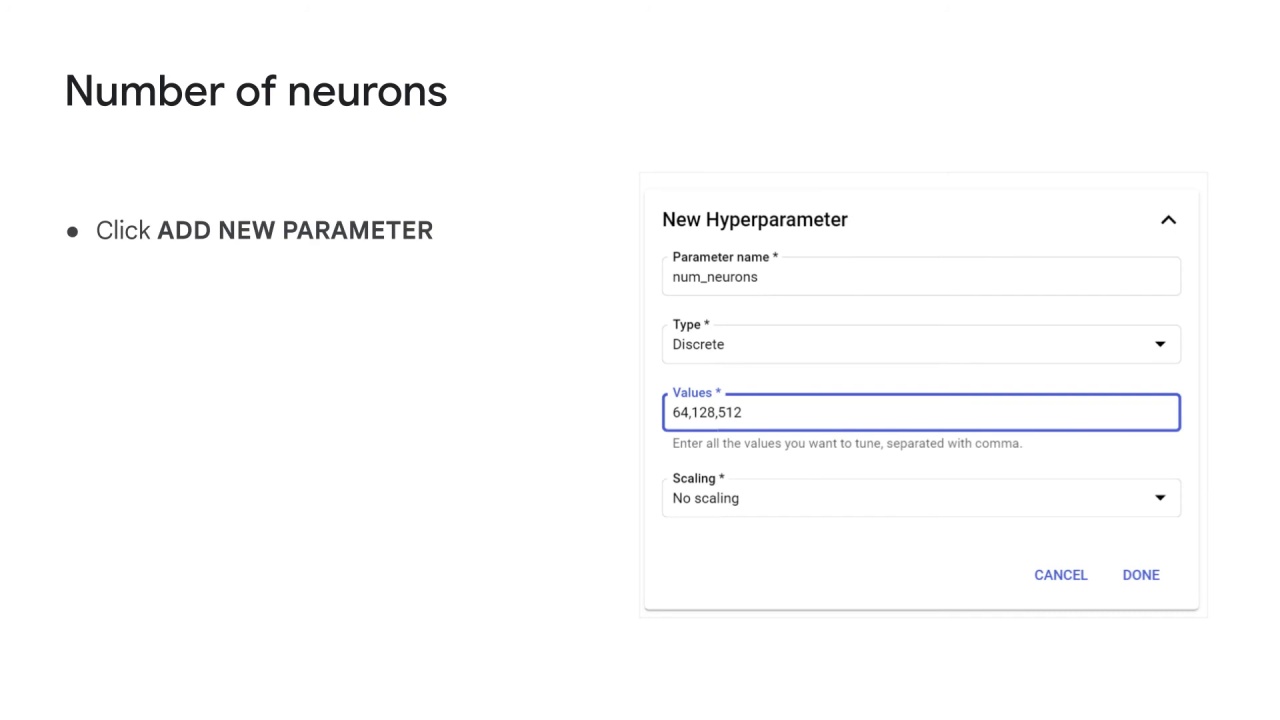 Number of neurons
● Click ADD NEW PARAMETER
New Hyperparameter
Parameter name *
num_neurons
Type *
Discrete
Values *
64,128,512
Enter all the values you want to tune, separated with comma.
Scaling *
No scaling
CANCEL DONE